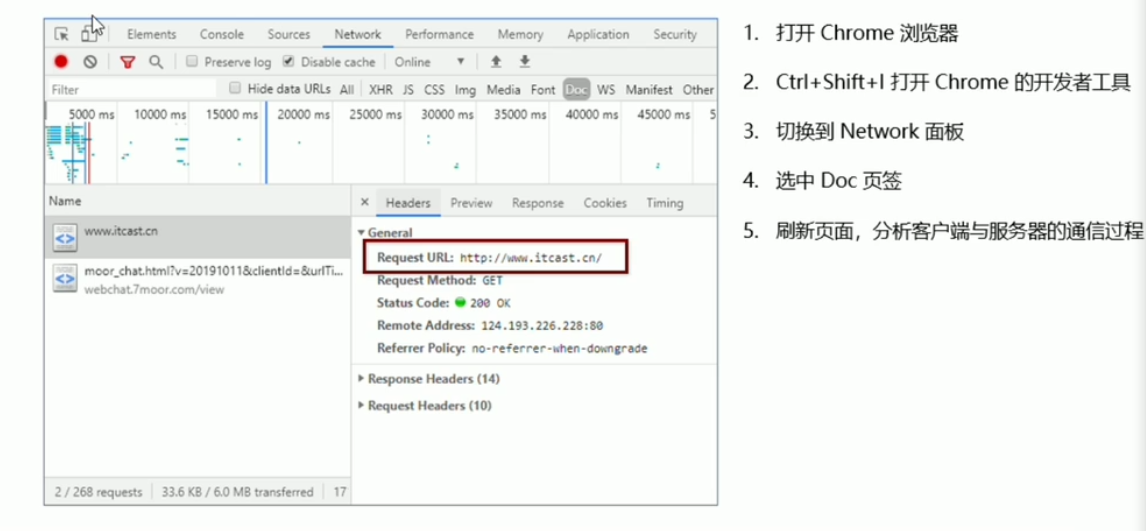 Elements Console Sources Network Performance Memory Application Security
Preserve log Disable cache Online
Filter Hide data URLs All XHR JS CSS Img Media Font Doc WS Manifest Other
5000 ms 10000 ms 15000 ms 20000 ms 25000 ms 30000 ms 35000 ms 40000 ms 45000 ms 5
Name
× Headers Preview Response Cookies Timing
www.itcast.cn
moor_chat.html?v=20191011&clientId=&urlTi...
webchat.7moor.com/view
General
Request URL: http://www.itcast.cn/
Request Method: GET
Status Code: 200 OK
Remote Address: 124.193.226.228:80
Referrer Policy: no-referrer-when-downgrade
Response Headers (14)
Request Headers (10)
2 / 268 requests 33.6 KB / 6.0 MB transferred 17
1. 打开 Chrome 浏览器
2. Ctrl+Shift+I 打开 Chrome 的开发者工具
3. 切换到 Network 面板
4. 选中 Doc 页签
5. 刷新页面，分析客户端与服务器的通信过程